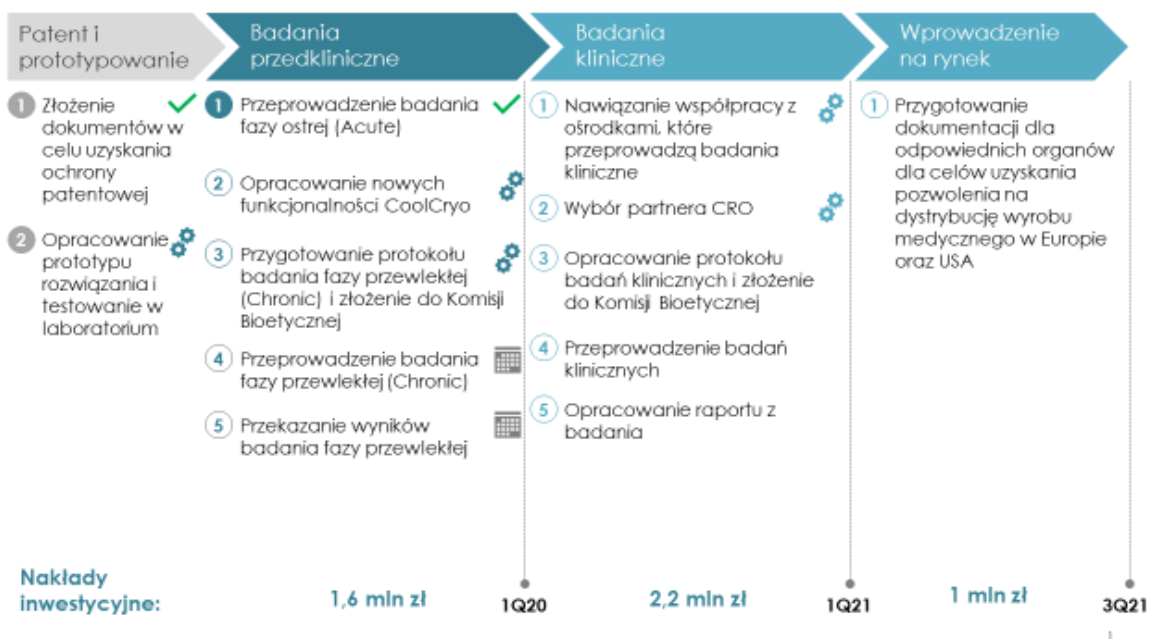 Patent i
prototypowanie
1 Złożenie
dokumentów w
celu uzyskania
ochrony
patentowej
2 Opracowanie
prototypu
rozwiązania i
testowanie w
laboratorium
Badania
przedkliniczne
1 Przeprowadzenie badania
fazy ostrej (Acute)
2 Opracowanie nowych
funkcjonalności CoolCryo
3 Przygotowanie protokołu
badania fazy przewlekłej
(Chronic) i złożenie do Komisji
Bioetycznej
4 Przeprowadzenie badania
fazy przewlekłej (Chronic)
5 Przekazanie wyników
badania fazy przewlekłej
Badania
kliniczne
1 Nawiązanie współpracy z
ośrodkami, które
przeprowadzą badania
kliniczne
2 Wybór partnera CRO
3 Opracowanie protokołu
badań klinicznych i złożenie
do Komisji Bioetycznej
4 Przeprowadzenie badań
klinicznych
5 Opracowanie raportu z
badania
Wprowadzenie
na rynek
1 Przygotowanie
dokumentacji dla
odpowiednich organów
dla celów uzyskania
pozwolenia na
dystrybucję wyrobu
medycznego w Europie
oraz USA
Nakłady
inwestycyjne:
1,6 mln zł
1Q20
2,2 mln zł
1Q21
1 mln zł
3Q21